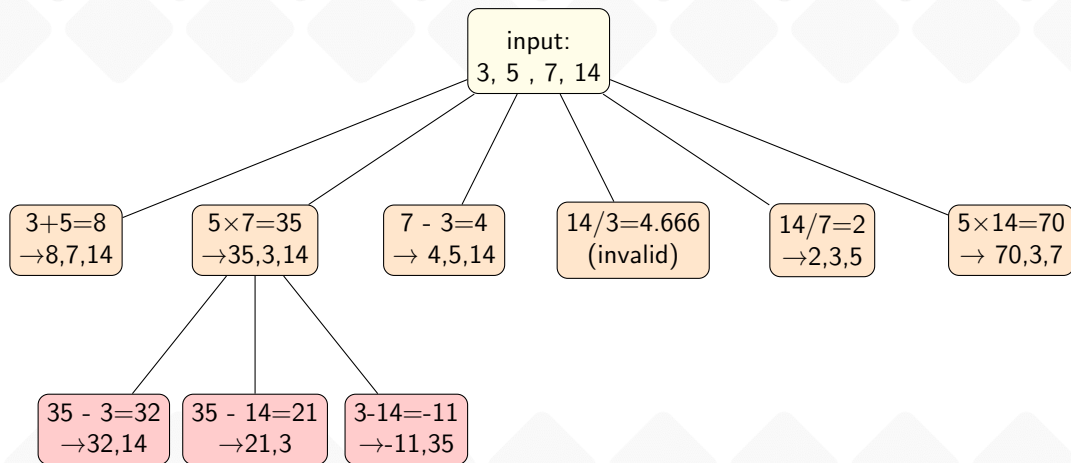 input:
3, 5 , 7, 14
3+5=8
→8,7,14
5×7=35
→35,3,14
7 - 3=4
→ 4,5,14
14/3=4.666
(invalid)
14/7=2
→2,3,5
5×14=70
→ 70,3,7
35 - 3=32
→32,14
35 - 14=21
→21,3
3-14=-11
→-11,35